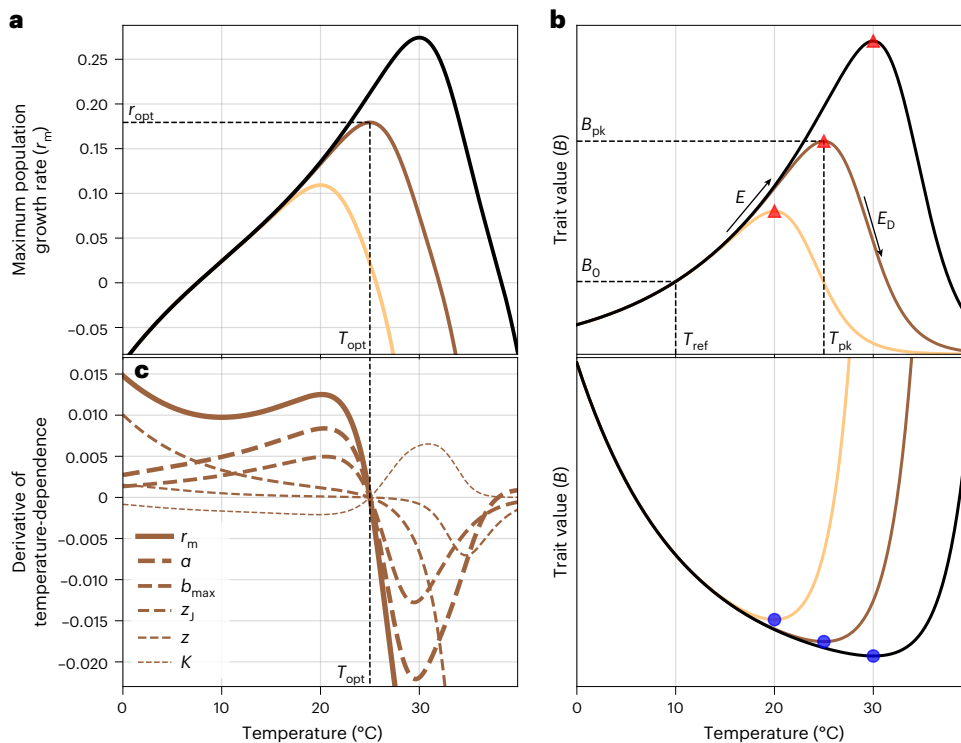 a
Maximum population
growth rate (r_m)
0.25
0.20
0.15
0.10
0.05
0
−0.05
r_opt
T_opt
b
Trait value (B)
B_pk
B_0
E
E_D
T_ref
T_pk
c
Derivative of
temperature-dependence
0.015
0.010
0.005
0
−0.005
−0.010
−0.015
−0.020
r_m
a
b_max
z_J
z
K
T_opt
0
10
20
30
Temperature (°C)
Trait value (B)
0
10
20
30
Temperature (°C)